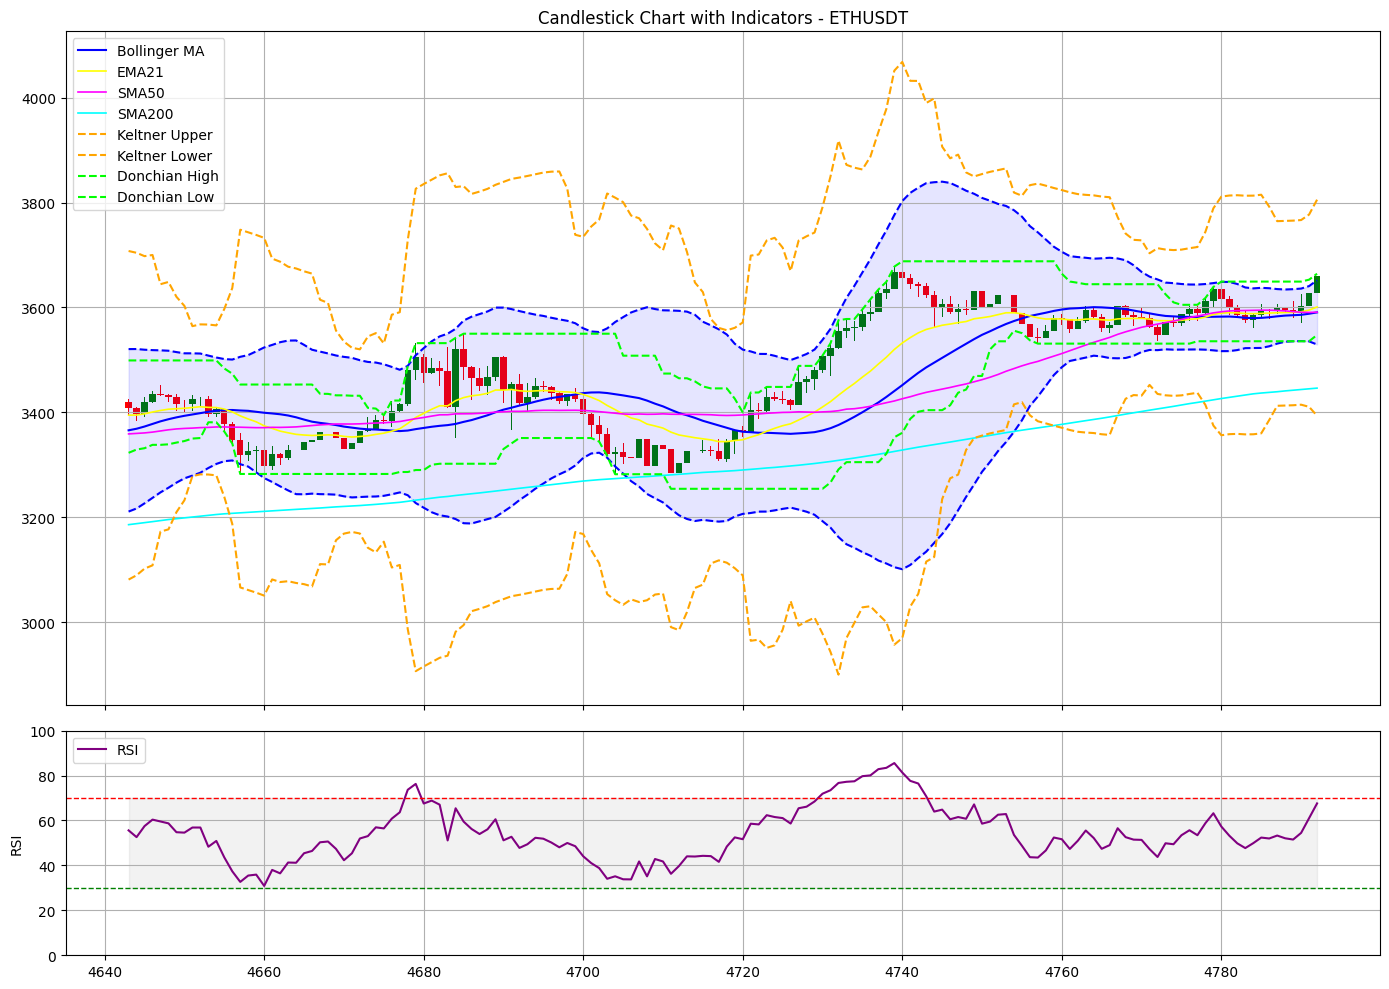 Candlestick Chart with Indicators - ETHUSDT
Bollinger MA
EMA21
SMA50
SMA200
Keltner Upper
Keltner Lower
Donchian High
Donchian Low
4000
3800
3600
3400
3200
3000
RSI
100
80
60
40
20
0
RSI
4640 4660 4680 4700 4720 4740 4760 4780